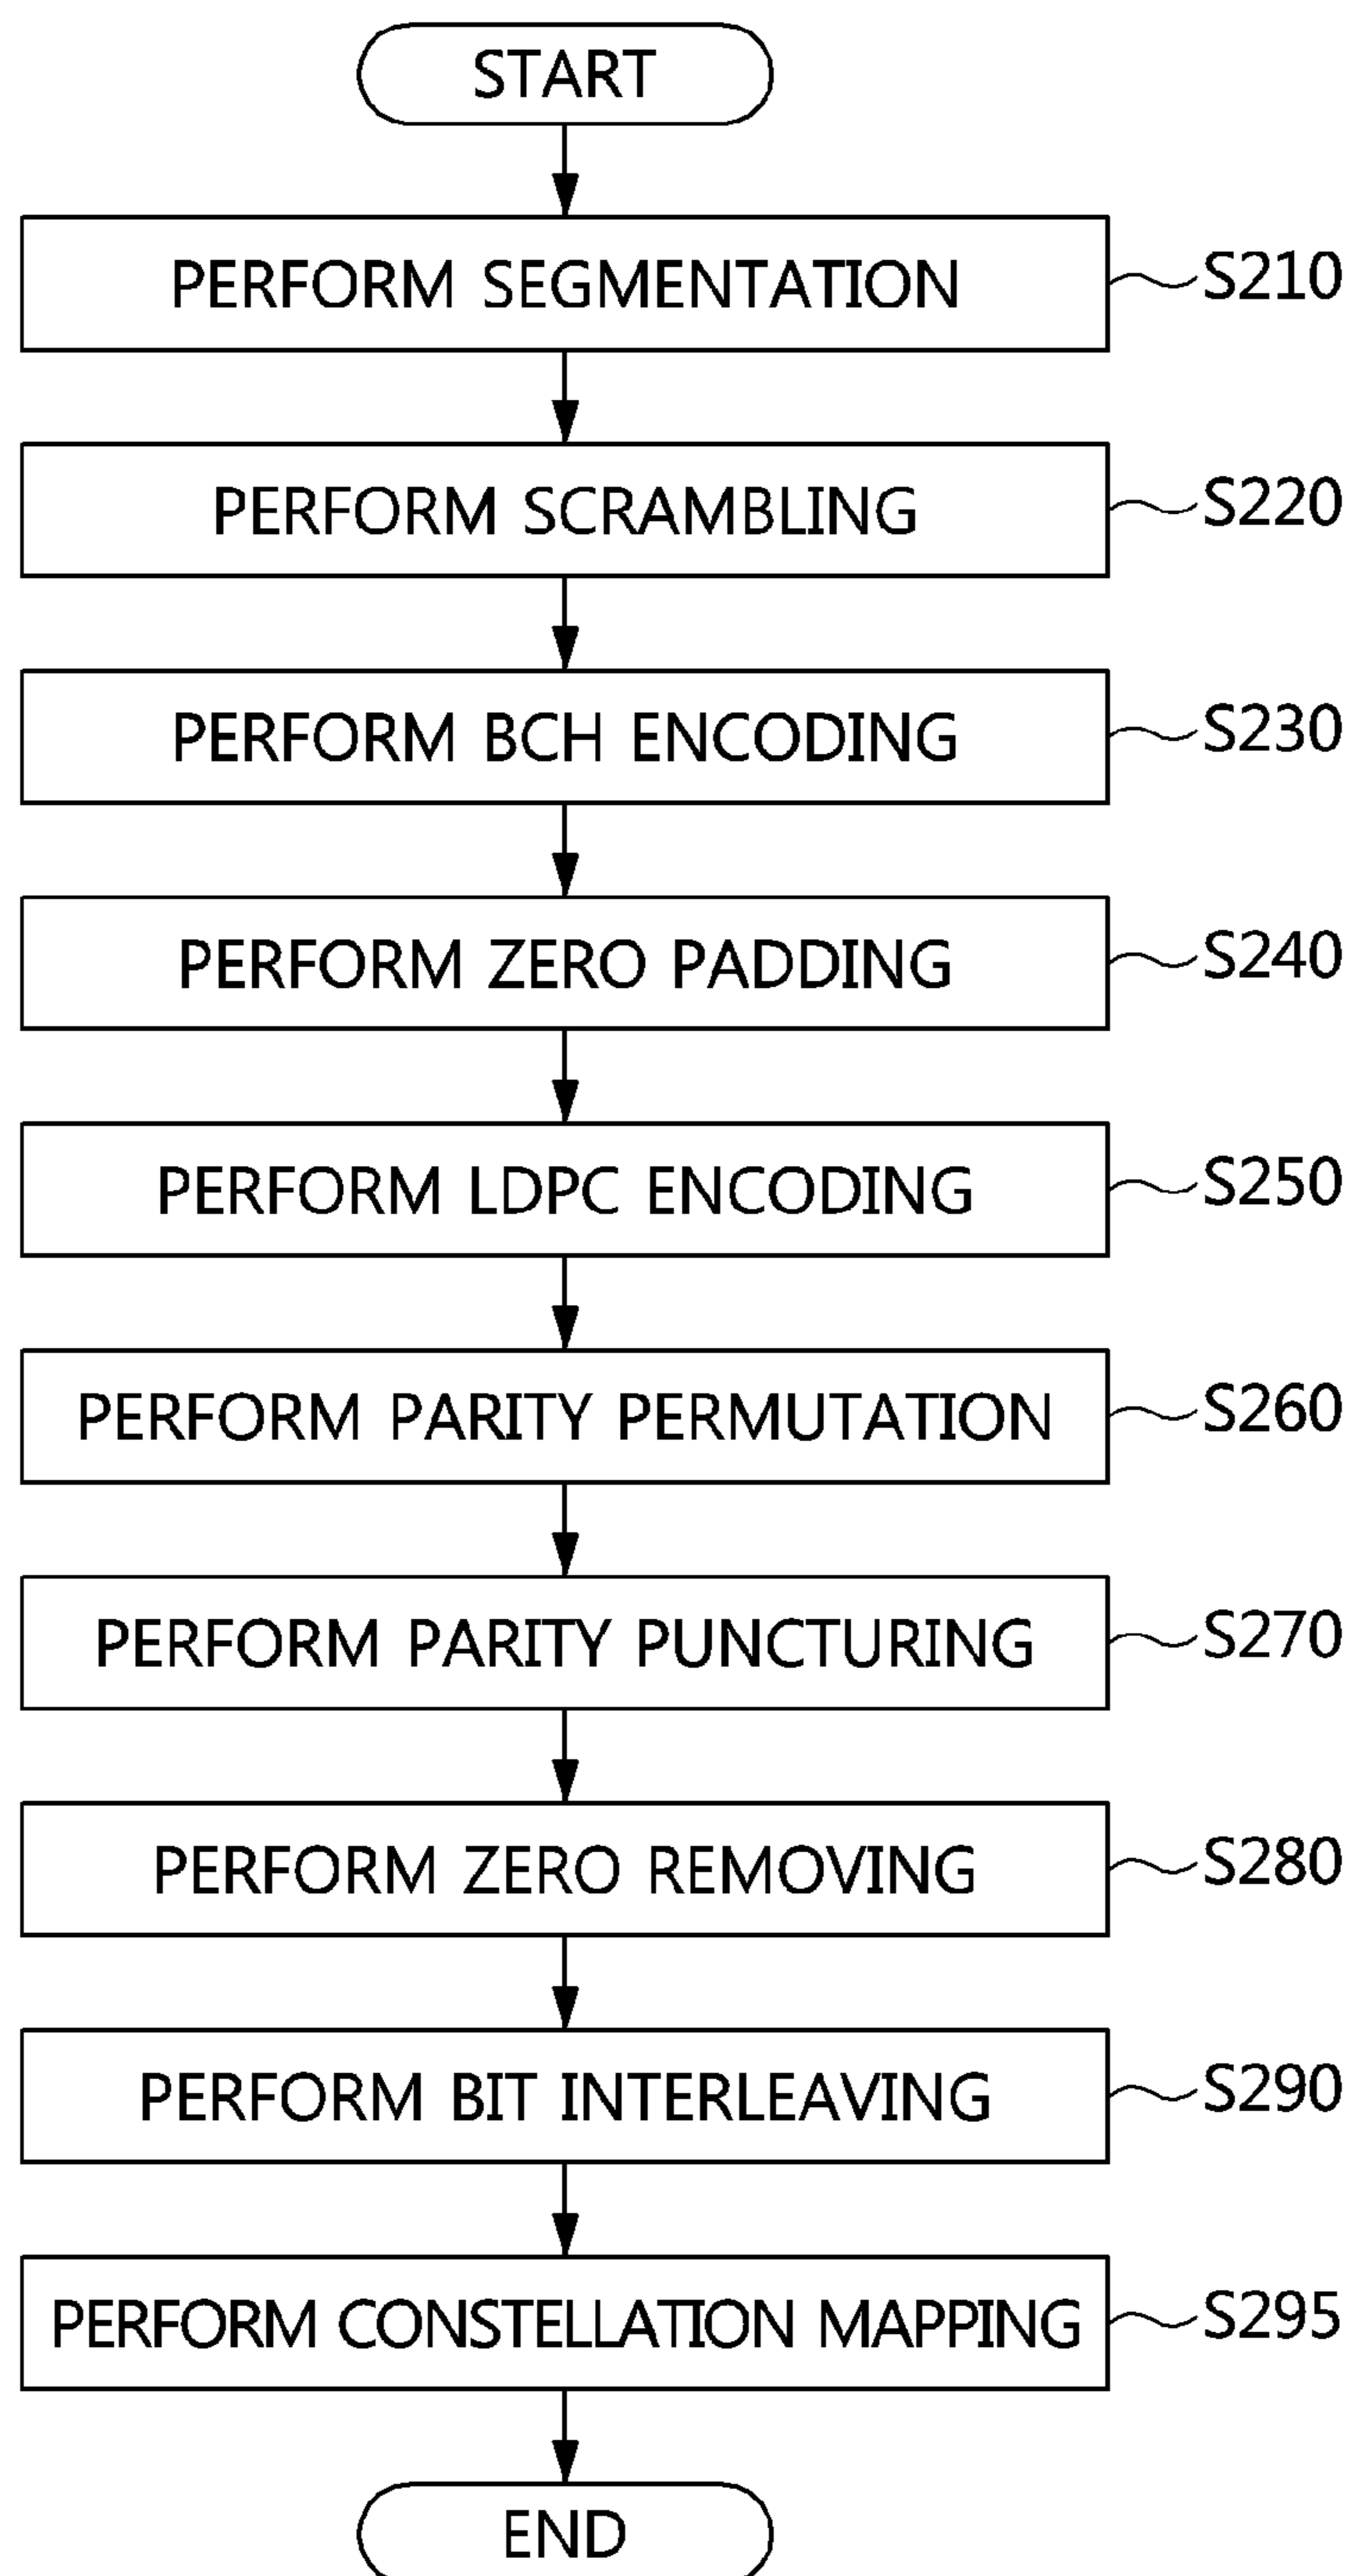 START
PERFORM SEGMENTATION S210
PERFORM SCRAMBLING S220
PERFORM BCH ENCODING S230
PERFORM ZERO PADDING S240
PERFORM LDPC ENCODING S250
PERFORM PARITY PERMUTATION S260
PERFORM PARITY PUNCTURING S270
PERFORM ZERO REMOVING S280
PERFORM BIT INTERLEAVING S290
PERFORM CONSTELLATION MAPPING S295
END